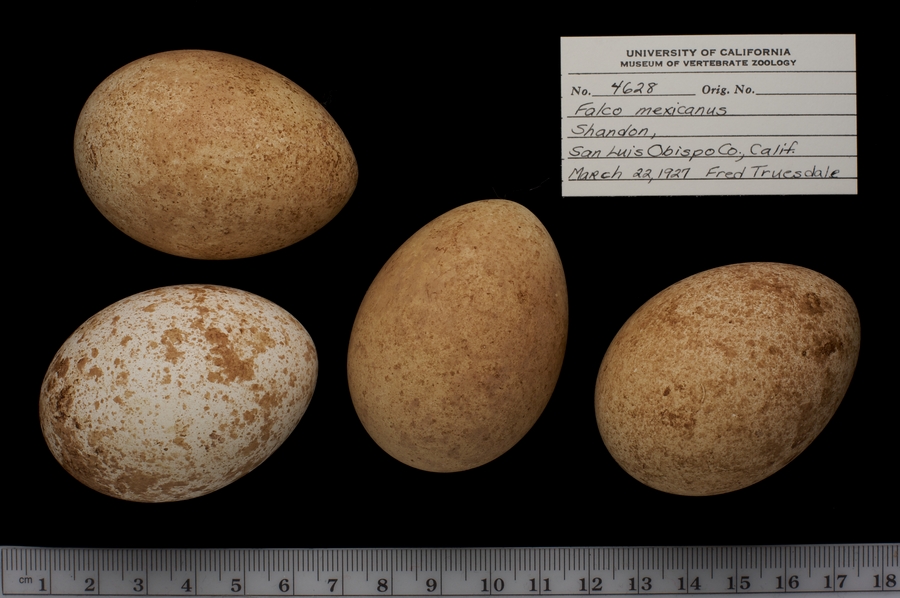 UNIVERSITY OF CALIFORNIA
MUSEUM OF VERTEBRATE ZOOLOGY
No. 4628 Orig. No.
Falco mexicanus
Shandon,
San Luis Obispo Co., Calif.
March 22, 1927 Fred Truesdale
cm 1 2 3 4 5 6 7 8 9 10 11 12 13 14 15 16 17 18